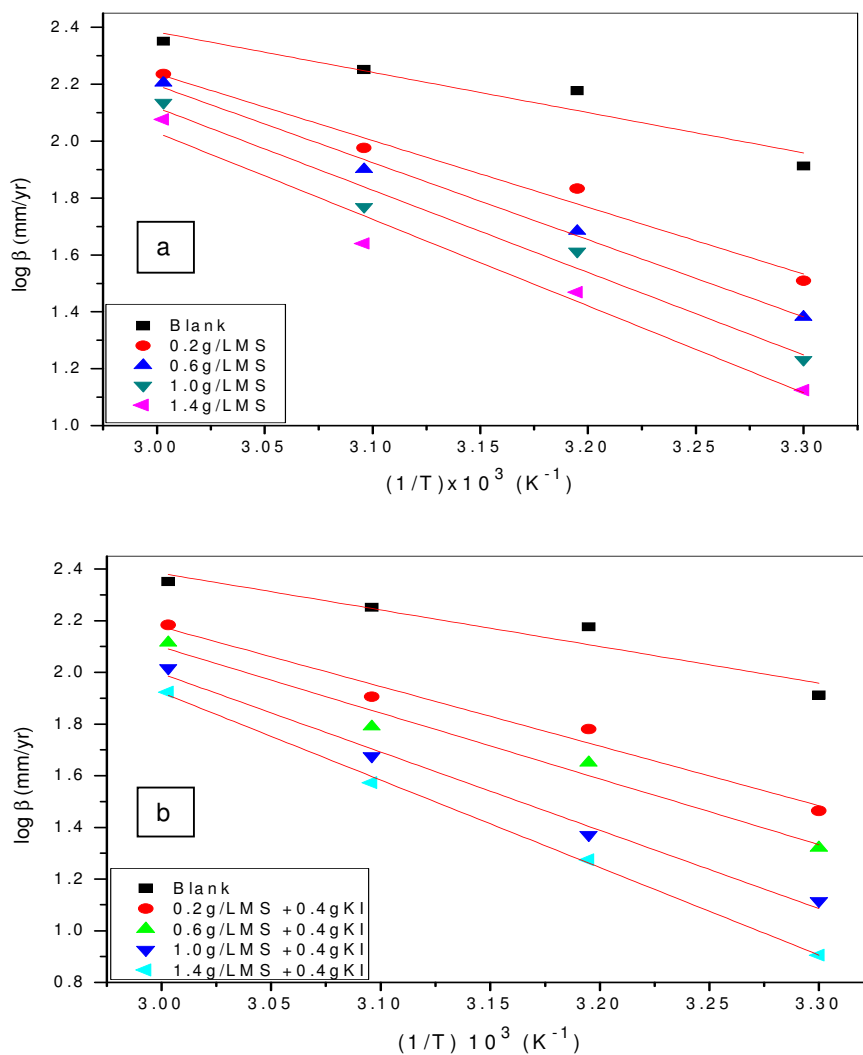 2.4
2.2
2.0
1.8
1.6
1.4
1.2
1.0
log β (mm/yr)
a
Blank
0.2g/LMS
0.6g/LMS
1.0g/LMS
1.4g/LMS
3.00 3.05 3.10 3.15 3.20 3.25 3.30
(1/T)x10³ (K⁻¹)
2.4
2.2
2.0
1.8
1.6
1.4
1.2
1.0
0.8
log β (mm/yr)
b
Blank
0.2g/LMS +0.4gKI
0.6g/LMS +0.4gKI
1.0g/LMS +0.4gKI
1.4g/LMS +0.4gKI
3.00 3.05 3.10 3.15 3.20 3.25 3.30
(1/T) 10³ (K⁻¹)